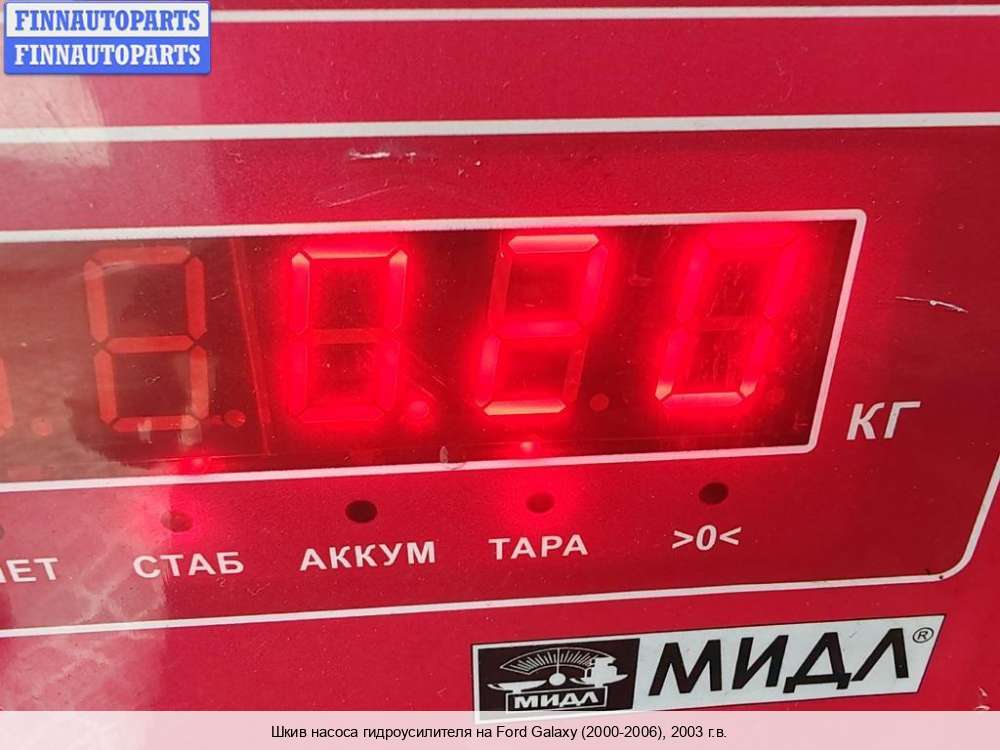 FINNAUTOPARTS
FINNAUTOPARTS
0.20
КГ
СТАБ АККУМ ТАРА >0<
МИДЛ МИДЛ®
Шкив насоса гидроусилителя на Ford Galaxy (2000-2006), 2003 г.в.